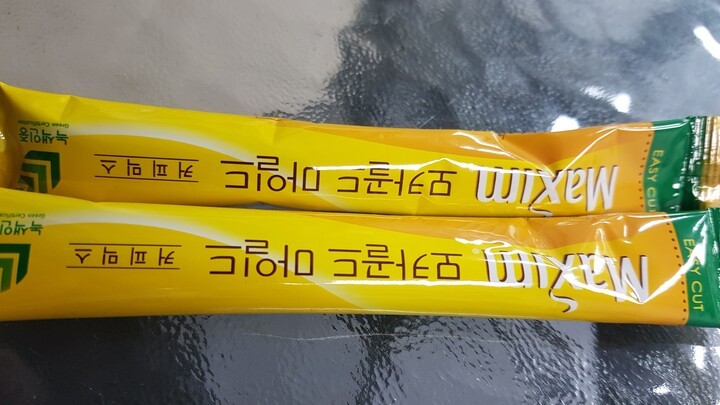 EASY CUT
Maxim 모카골드 마일드
커피믹스
녹색인증
Green Certification
EASY CUT
Maxim 모카골드 마일드
커피믹스
녹색인증
Green Certification